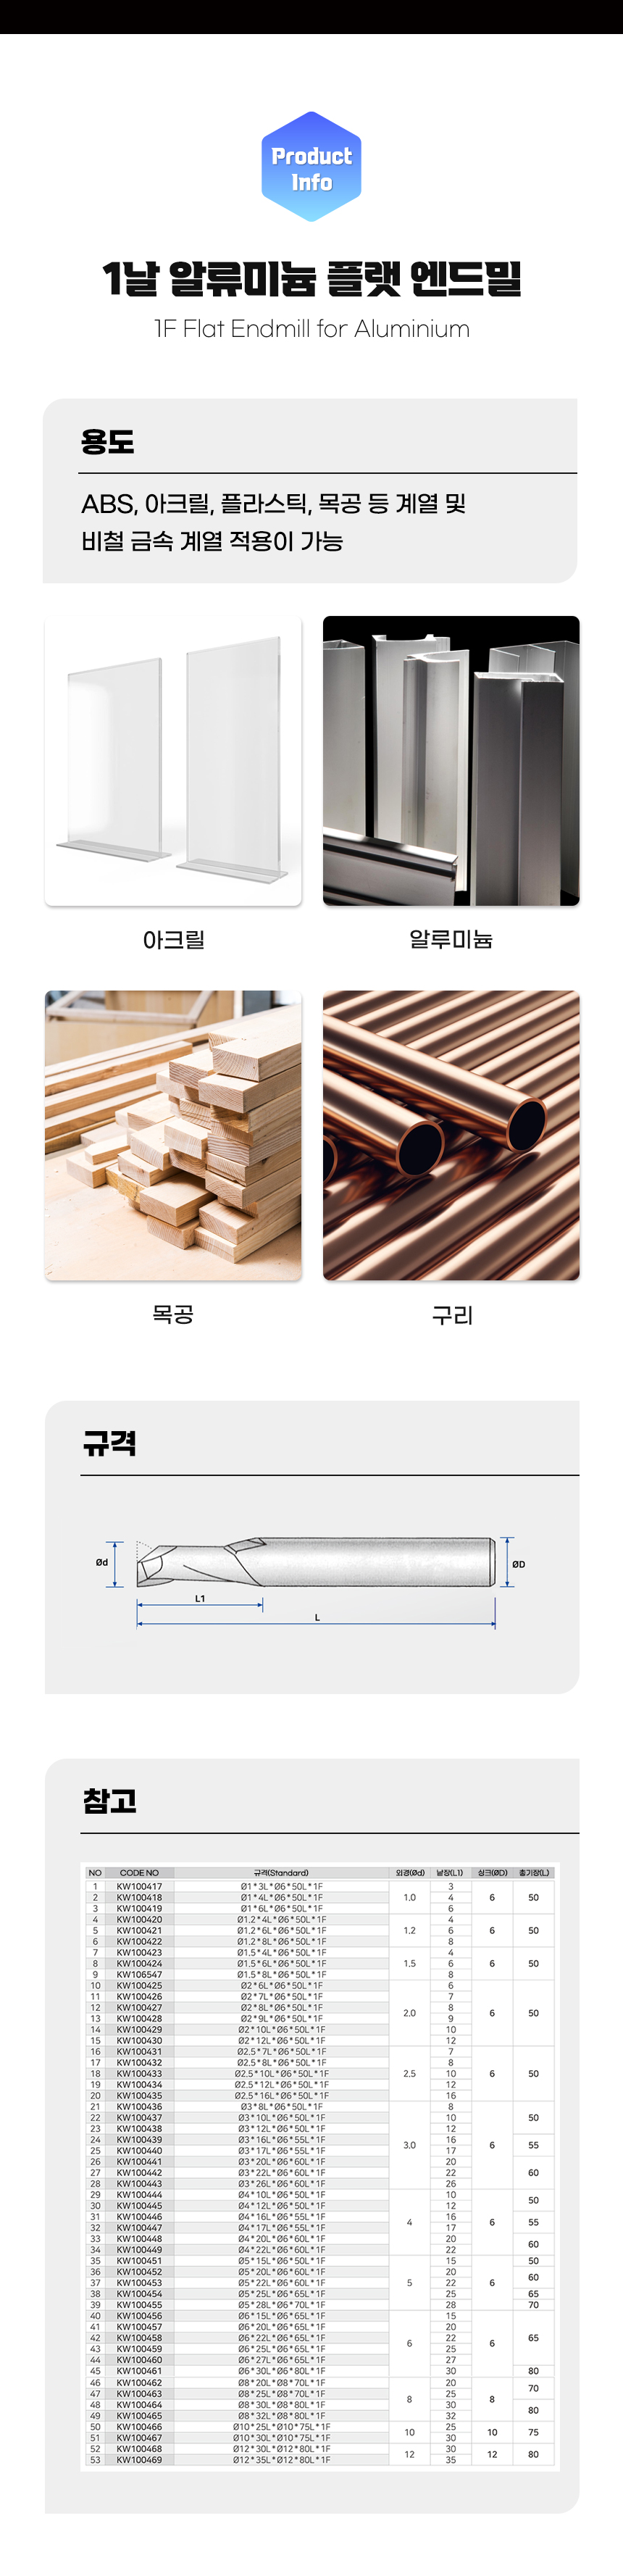 Product
Info
1날 알류미늄 플랫 엔드밀
1F Flat Endmill for Aluminium
용도
ABS, 아크릴, 플라스틱, 목공 등 계열 및
비철 금속 계열 적용이 가능
아크릴
알루미늄
목공
구리
규격
Ød
ØD
L1
L
참고
NO CODE NO 규격(Standard) 외경(Ød) 날장(L1) 싱크(ØD) 총기장(L)
1 KW100417 Ø1*3L*Ø6*50L*1F 1.0 3 6 50
2 KW100418 Ø1*4L*Ø6*50L*1F 4
3 KW100419 Ø1*6L*Ø6*50L*1F 6
4 KW100420 Ø1.2*4L*Ø6*50L*1F 1.2 4 6 50
5 KW100421 Ø1.2*6L*Ø6*50L*1F 6
6 KW100422 Ø1.2*8L*Ø6*50L*1F 8
7 KW100423 Ø1.5*4L*Ø6*50L*1F 1.5 4 6 50
8 KW100424 Ø1.5*6L*Ø6*50L*1F 6
9 KW106547 Ø1.5*8L*Ø6*50L*1F 8
10 KW100425 Ø2*6L*Ø6*50L*1F 2.0 6 6 50
11 KW100426 Ø2*7L*Ø6*50L*1F 7
12 KW100427 Ø2*8L*Ø6*50L*1F 8
13 KW100428 Ø2*9L*Ø6*50L*1F 9
14 KW100429 Ø2*10L*Ø6*50L*1F 10
15 KW100430 Ø2*12L*Ø6*50L*1F 12
16 KW100431 Ø2.5*7L*Ø6*50L*1F 2.5 7 6 50
17 KW100432 Ø2.5*8L*Ø6*50L*1F 8
18 KW100433 Ø2.5*10L*Ø6*50L*1F 10
19 KW100434 Ø2.5*12L*Ø6*50L*1F 12
20 KW100435 Ø2.5*16L*Ø6*50L*1F 16
21 KW100436 Ø3*8L*Ø6*50L*1F 3.0 8 6 50
22 KW100437 Ø3*10L*Ø6*50L*1F 10
23 KW100438 Ø3*12L*Ø6*50L*1F 12
24 KW100439 Ø3*16L*Ø6*55L*1F 16 55
25 KW100440 Ø3*17L*Ø6*55L*1F 17
26 KW100441 Ø3*20L*Ø6*60L*1F 20 60
27 KW100442 Ø3*22L*Ø6*60L*1F 22
28 KW100443 Ø3*26L*Ø6*60L*1F 26
29 KW100444 Ø4*10L*Ø6*50L*1F 4 10 6 50
30 KW100445 Ø4*12L*Ø6*50L*1F 12
31 KW100446 Ø4*16L*Ø6*55L*1F 16 55
32 KW100447 Ø4*17L*Ø6*55L*1F 17
33 KW100448 Ø4*20L*Ø6*60L*1F 20 60
34 KW100449 Ø4*22L*Ø6*60L*1F 22
35 KW100451 Ø5*15L*Ø6*50L*1F 5 15 6 50
36 KW100452 Ø5*20L*Ø6*60L*1F 20 60
37 KW100453 Ø5*22L*Ø6*60L*1F 22
38 KW100454 Ø5*25L*Ø6*65L*1F 25 65
39 KW100455 Ø5*28L*Ø6*70L*1F 28 70
40 KW100456 Ø6*15L*Ø6*65L*1F 6 15 6 65
41 KW100457 Ø6*20L*Ø6*65L*1F 20
42 KW100458 Ø6*22L*Ø6*65L*1F 22
43 KW100459 Ø6*25L*Ø6*65L*1F 25
44 KW100460 Ø6*27L*Ø6*65L*1F 27
45 KW100461 Ø6*30L*Ø6*80L*1F 30 80
46 KW100462 Ø8*20L*Ø8*70L*1F 8 20 8 70
47 KW100463 Ø8*25L*Ø8*70L*1F 25
48 KW100464 Ø8*30L*Ø8*80L*1F 30 80
49 KW100465 Ø8*32L*Ø8*80L*1F 32
50 KW100466 Ø10*25L*Ø10*75L*1F 10 25 10 75
51 KW100467 Ø10*30L*Ø10*75L*1F 30
52 KW100468 Ø12*30L*Ø12*80L*1F 12 30 12 80
53 KW100469 Ø12*35L*Ø12*80L*1F 35